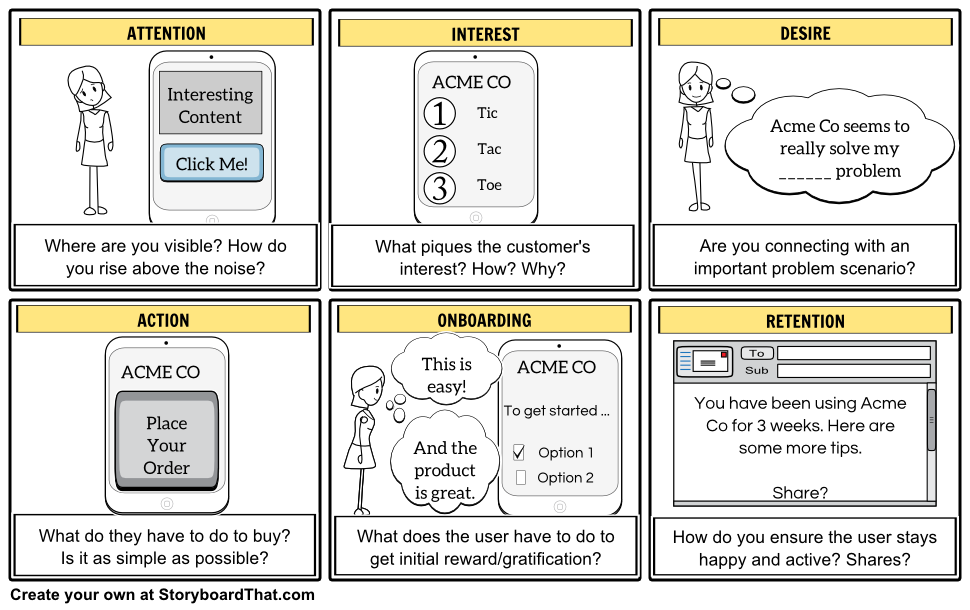 ATTENTION
Interesting
Content
Click Me!
Where are you visible? How do
you rise above the noise?
INTEREST
ACME CO
1 Tic
2 Tac
3 Toe
What piques the customer's
interest? How? Why?
DESIRE
Acme Co seems to
really solve my
______ problem
Are you connecting with an
important problem scenario?
ACTION
ACME CO
Place
Your
Order
What do they have to do to buy?
Is it as simple as possible?
ONBOARDING
This is
easy!
And the
product
is great.
ACME CO
To get started ...
Option 1
Option 2
What does the user have to do to
get initial reward/gratification?
RETENTION
To
Sub
You have been using Acme
Co for 3 weeks. Here are
some more tips.
Share?
How do you ensure the user stays
happy and active? Shares?
Create your own at StoryboardThat.com